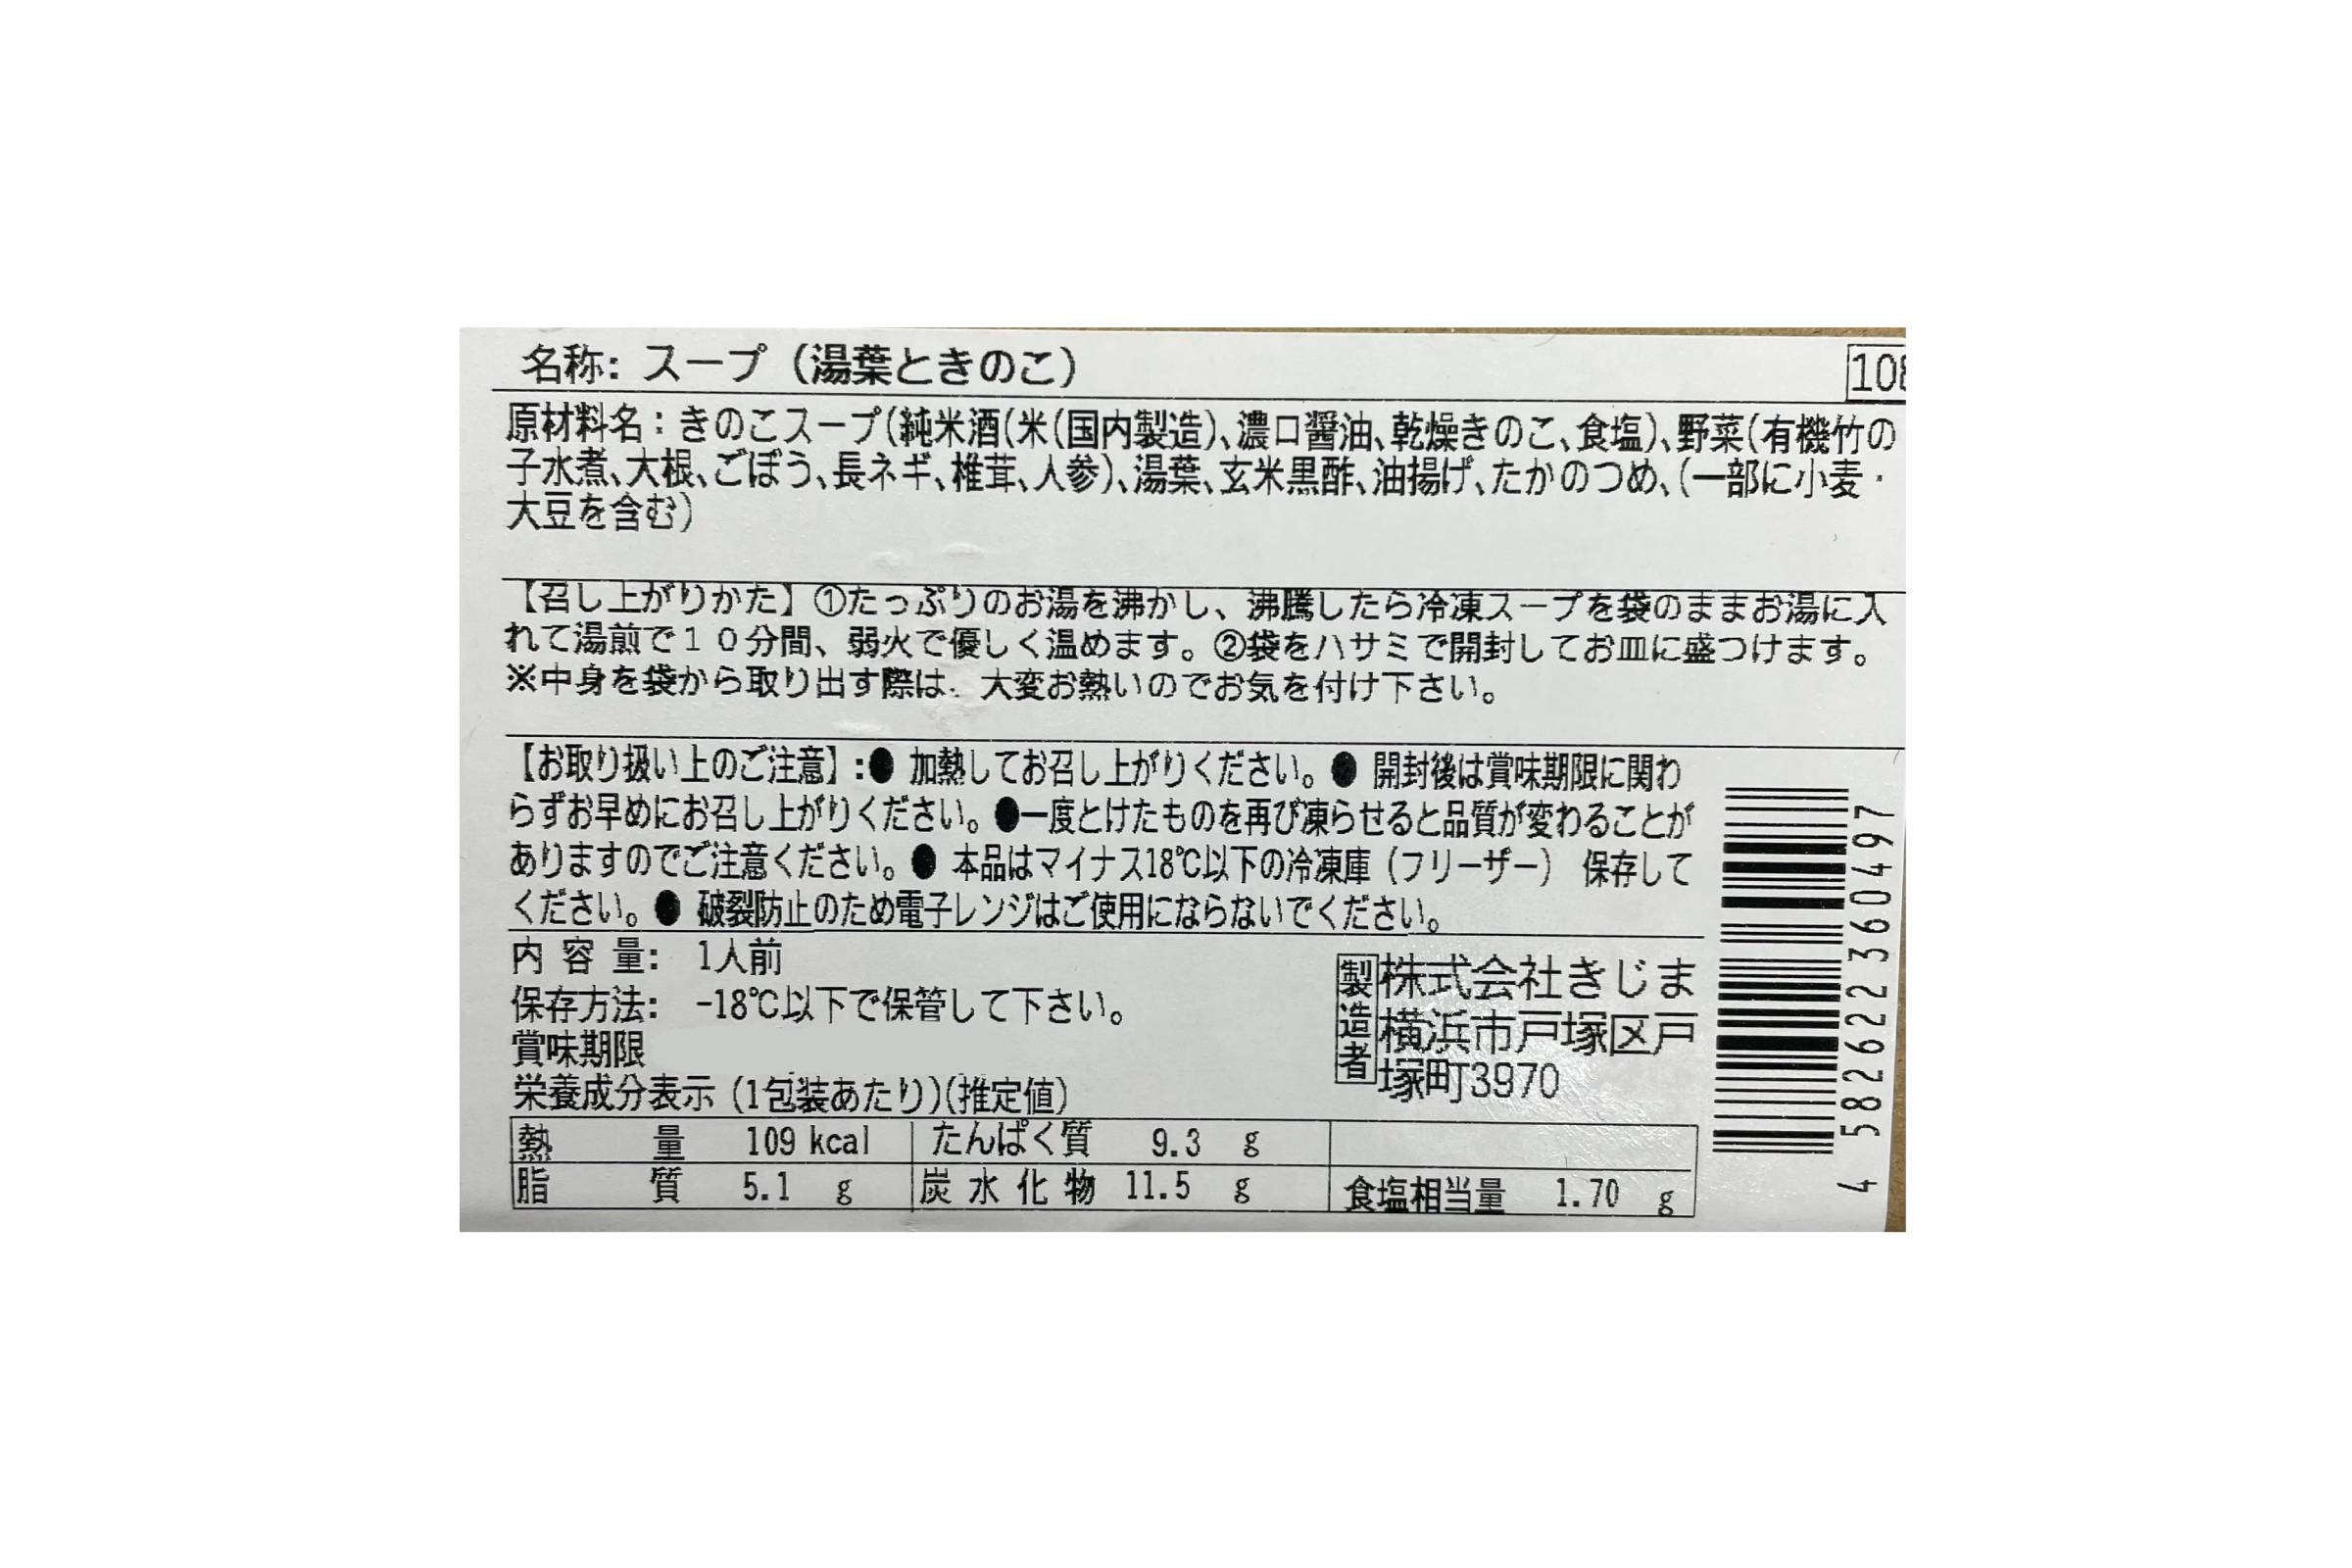 名称: スープ（湯葉ときのこ）
108
原材料名：きのこスープ(純米酒(米(国内製造)､濃口醤油､乾燥きのこ､食塩)､野菜(有機竹の
子水煮､大根､ごぼう､長ネギ､椎茸､人参)､湯葉､玄米黒酢､油揚げ､たかのつめ､(一部に小麦・
大豆を含む)
【召し上がりかた】①たっぷりのお湯を沸かし、沸騰したら冷凍スープを袋のままお湯に入
れて湯煎で１０分間、弱火で優しく温めます。②袋をハサミで開封してお皿に盛つけます。
※中身を袋から取り出す際は、大変お熱いのでお気を付け下さい。
【お取り扱い上のご注意】:● 加熱してお召し上がりください。● 開封後は賞味期限に関わ
らずお早めにお召し上がりください。●一度とけたものを再び凍らせると品質が変わることが
ありますのでご注意ください。● 本品はマイナス18℃以下の冷凍庫（フリーザー） 保存して
ください。● 破裂防止のため電子レンジはご使用にならないでください。
内 容 量: 1人前
保存方法: -18℃以下で保管して下さい。
賞味期限
栄養成分表示 (1包装あたり)(推定値)
製造者
株式会社きじま
横浜市戸塚区戸
塚町3970
熱 量 109 kcal たんぱく質 9.3 g
脂 質 5.1 g 炭水化物 11.5 g 食塩相当量 1.70 g
4 582622 360497